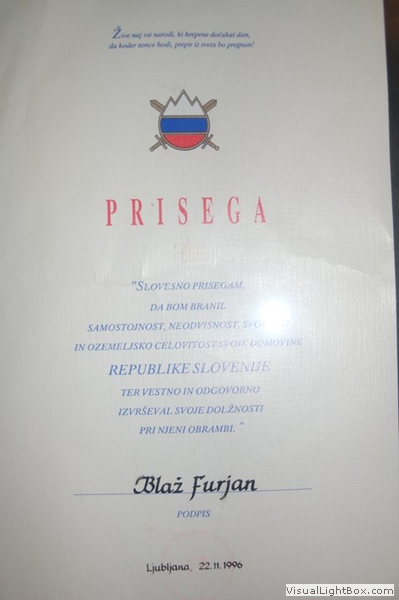 Žive naj vsi narodi, ki hrepene dočakat dan,
da koder sonce hodi, prepir iz sveta bo pregnan!
PRISEGA
"SLOVESNO PRISEGAM,
DA BOM BRANIL
SAMOSTOJNOST, NEODVISNOST,
IN OZEMELJSKO CELOVITOST SVOJE DOMOVINE
REPUBLIKE SLOVENIJE
TER VESTNO IN ODGOVORNO
IZVRŠEVAL SVOJE DOLŽNOSTI
PRI NJENI OBRAMBI."
Blaž Furjan
PODPIS
Ljubljana, 22.11.1996
VisualLightBox.com